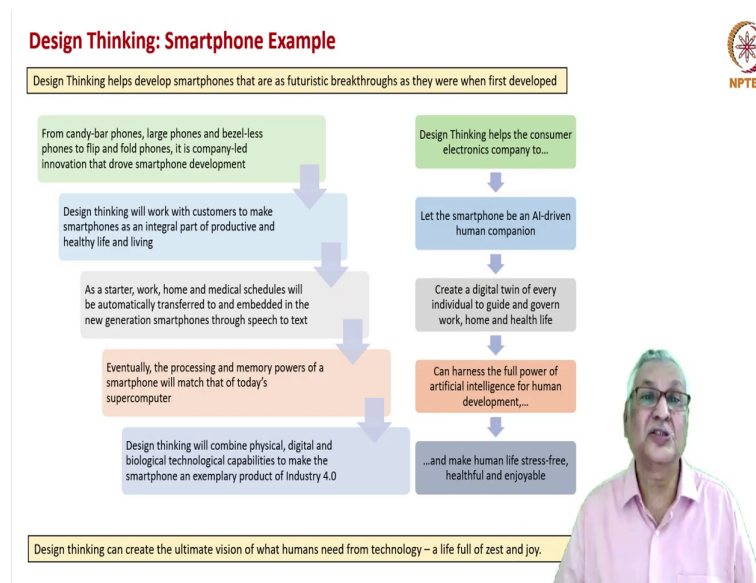 Design Thinking: Smartphone Example
Design Thinking helps develop smartphones that are as futuristic breakthroughs as they were when first developed
From candy-bar phones, large phones and bezel-less
phones to flip and fold phones, it is company-led
innovation that drove smartphone development
Design thinking will work with customers to make
smartphones as an integral part of productive and
healthy life and living
As a starter, work, home and medical schedules will
be automatically transferred to and embedded in the
new generation smartphones through speech to text
Eventually, the processing and memory powers of a
smartphone will match that of today's
supercomputer
Design thinking will combine physical, digital and
biological technological capabilities to make the
smartphone an exemplary product of Industry 4.0
Design Thinking helps the consumer
electronics company to...
Let the smartphone be an AI-driven
human companion
Create a digital twin of every
individual to guide and govern
work, home and health life
Can harness the full power of
artificial intelligence for human
development,...
...and make human life stress-free,
healthful and enjoyable
Design thinking can create the ultimate vision of what humans need from technology – a life full of zest and joy.
NPTE